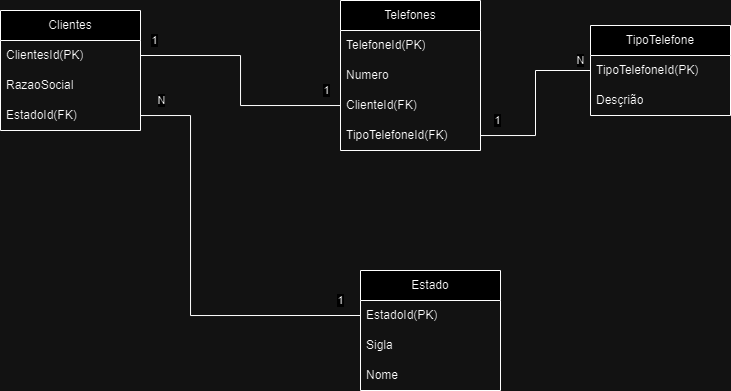 Clientes
ClientesId(PK)
RazaoSocial
EstadoId(FK)
1
N
Telefones
TelefoneId(PK)
Numero
ClienteId(FK)
TipoTelefoneId(FK)
1
1
N
TipoTelefone
TipoTelefoneId(PK)
Desçrião
1
Estado
EstadoId(PK)
Sigla
Nome